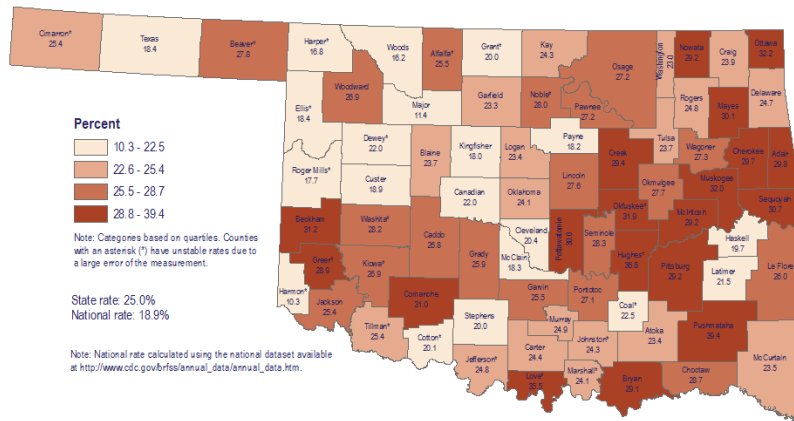 Cimarron*
25.4
Texas
18.4
Beaver*
27.8
Harper*
16.8
Woods
16.2
Alfalfa*
25.5
Grant*
20.0
Kay
24.3
Osage
27.2
Washington
23.0
Nowata
29.2
Craig
23.9
Ottawa
32.2
Woodward
26.9
Major
11.4
Garfield
23.3
Noble*
28.0
Pawnee
27.2
Rogers
24.8
Mayes
30.1
Delaware
24.7
Ellis*
18.4
Dewey*
22.0
Blaine
23.7
Kingfisher
18.0
Logan
23.4
Payne
18.2
Creek
29.4
Tulsa
23.7
Wagoner
27.3
Cherokee
29.7
Adair
29.8
Percent
10.3 - 22.5
22.6 - 25.4
25.5 - 28.7
28.8 - 39.4
Roger Mills*
17.7
Custer
18.9
Canadian
22.0
Oklahoma
24.1
Lincoln
27.6
Okmulgee
27.7
Muskogee
32.0
Sequoyah
30.7
Okfuskee*
31.9
McIntosh
29.2
Beckham
31.2
Washita*
28.2
Caddo
26.8
Grady
25.9
Cleveland
20.4
McClain*
18.3
Pottawatomie
30.0
Seminole
28.3
Hughes*
Haskell
19.7
Pittsburg
29.2
Latimer
21.5
Le Flore
26.0
Note: Categories based on quartiles. Counties
with an asterisk (*) have unstable rates due to
a large error of the measurement.
Greer*
28.9
Kiowa*
26.9
Harmon*
10.3
Jackson
25.4
Comanche
31.0
Stephens
20.0
Garvin
25.5
Pontotoc
27.1
Coal*
22.5
State rate: 25.0%
National rate: 18.9%
Tillman*
25.4
Cotton*
20.1
Murray
24.9
Johnston*
24.3
Atoka
23.4
Pushmataha
39.4
McCurtain
23.5
Note: National rate calculated using the national dataset available
at http://www.cdc.gov/brfss/annual_data/annual_data.htm.
Jefferson*
24.8
Carter
24.4
Love*
Marshall*
24.1
Bryan
29.1
Choctaw
28.7